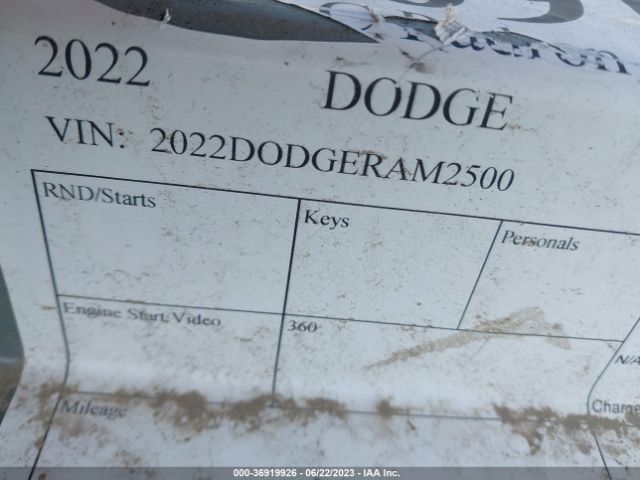 2022 DODGE
VIN: 2022DODGERAM2500
RND/Starts Keys Personals
Engine Start/Video 360 N/A
Mileage Charge
000-36919926 - 06/22/2023 - IAA Inc.